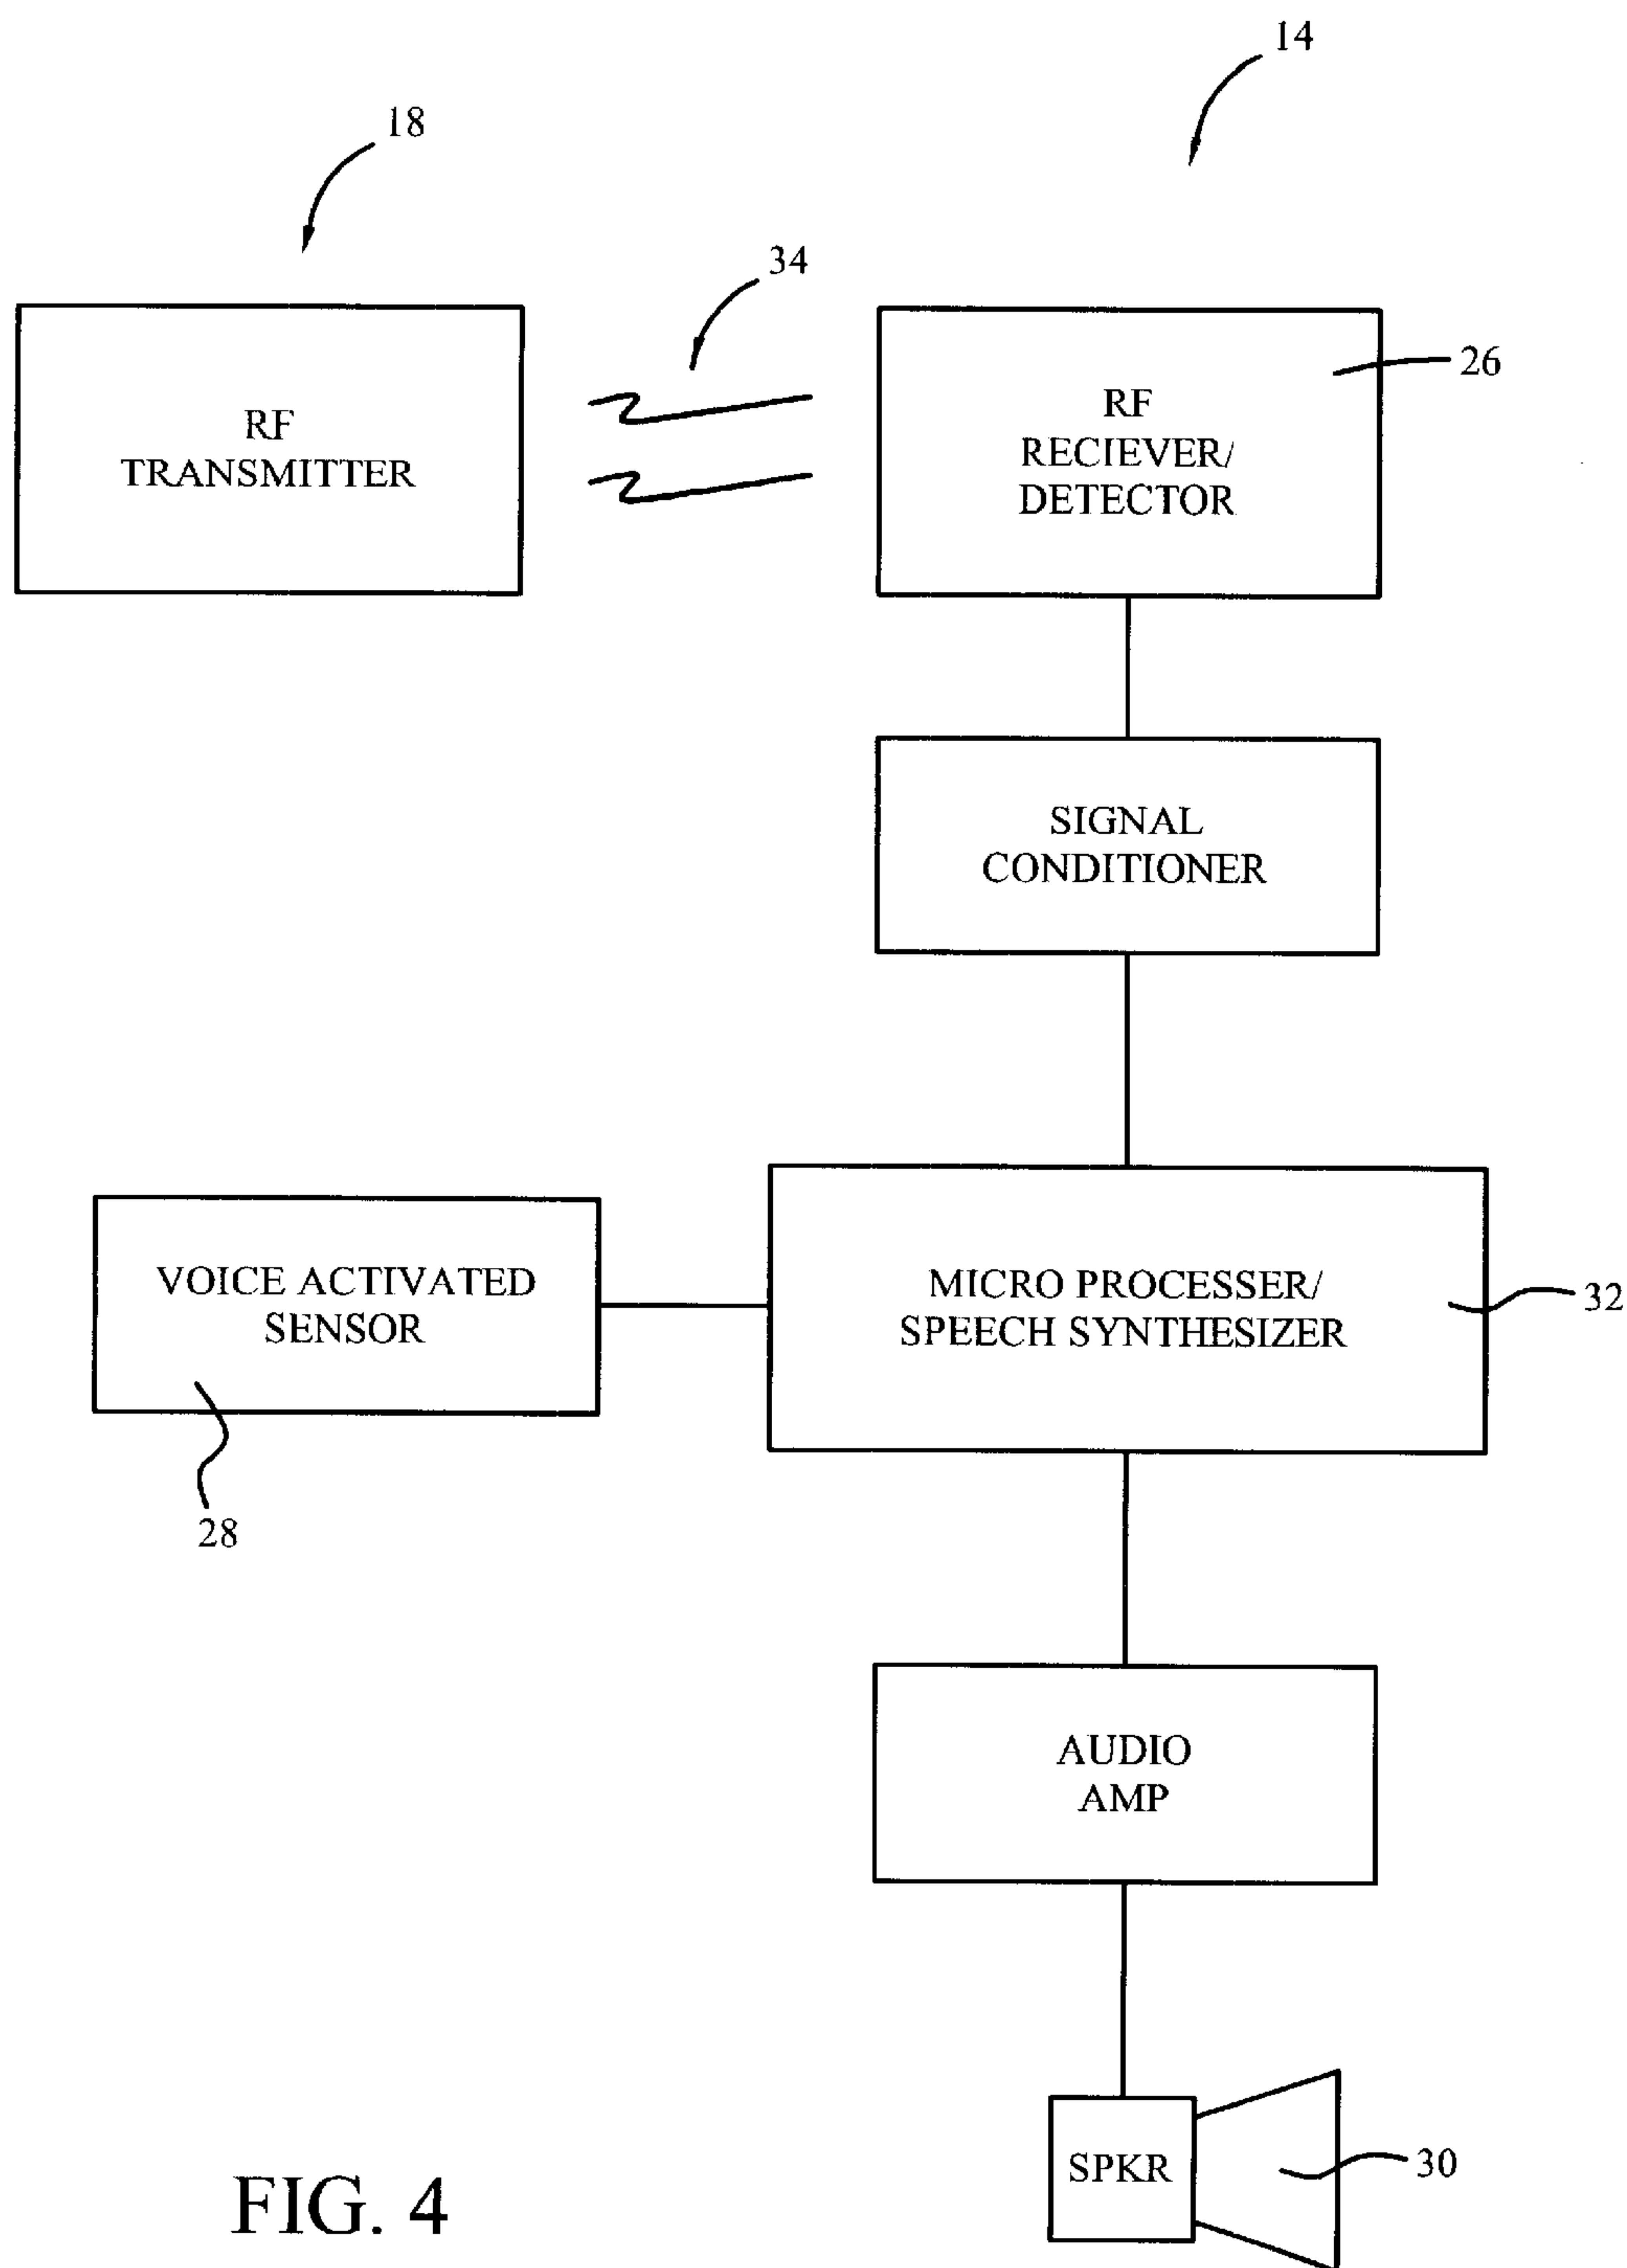 14
18
34
RF
TRANSMITTER
RF
RECIEVER/
DETECTOR
26
SIGNAL
CONDITIONER
VOICE ACTIVATED
SENSOR
28
MICRO PROCESSER/
SPEECH SYNTHESIZER
32
AUDIO
AMP
SPKR
30
FIG. 4